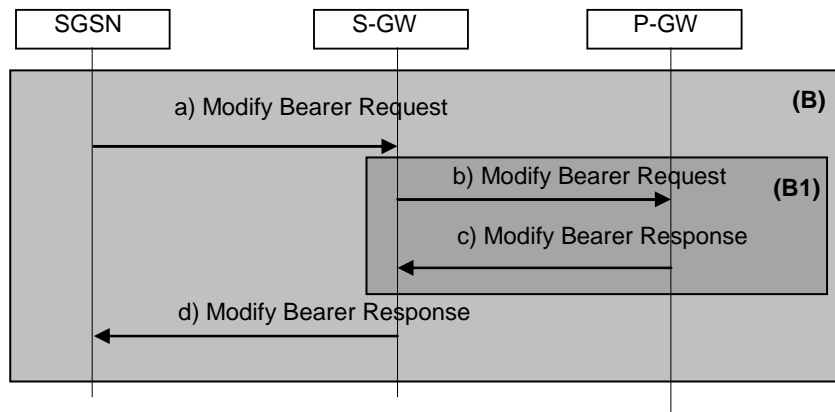 SGSN
S-GW
P-GW
(B)
a) Modify Bearer Request
b) Modify Bearer Request
(B1)
c) Modify Bearer Response
d) Modify Bearer Response